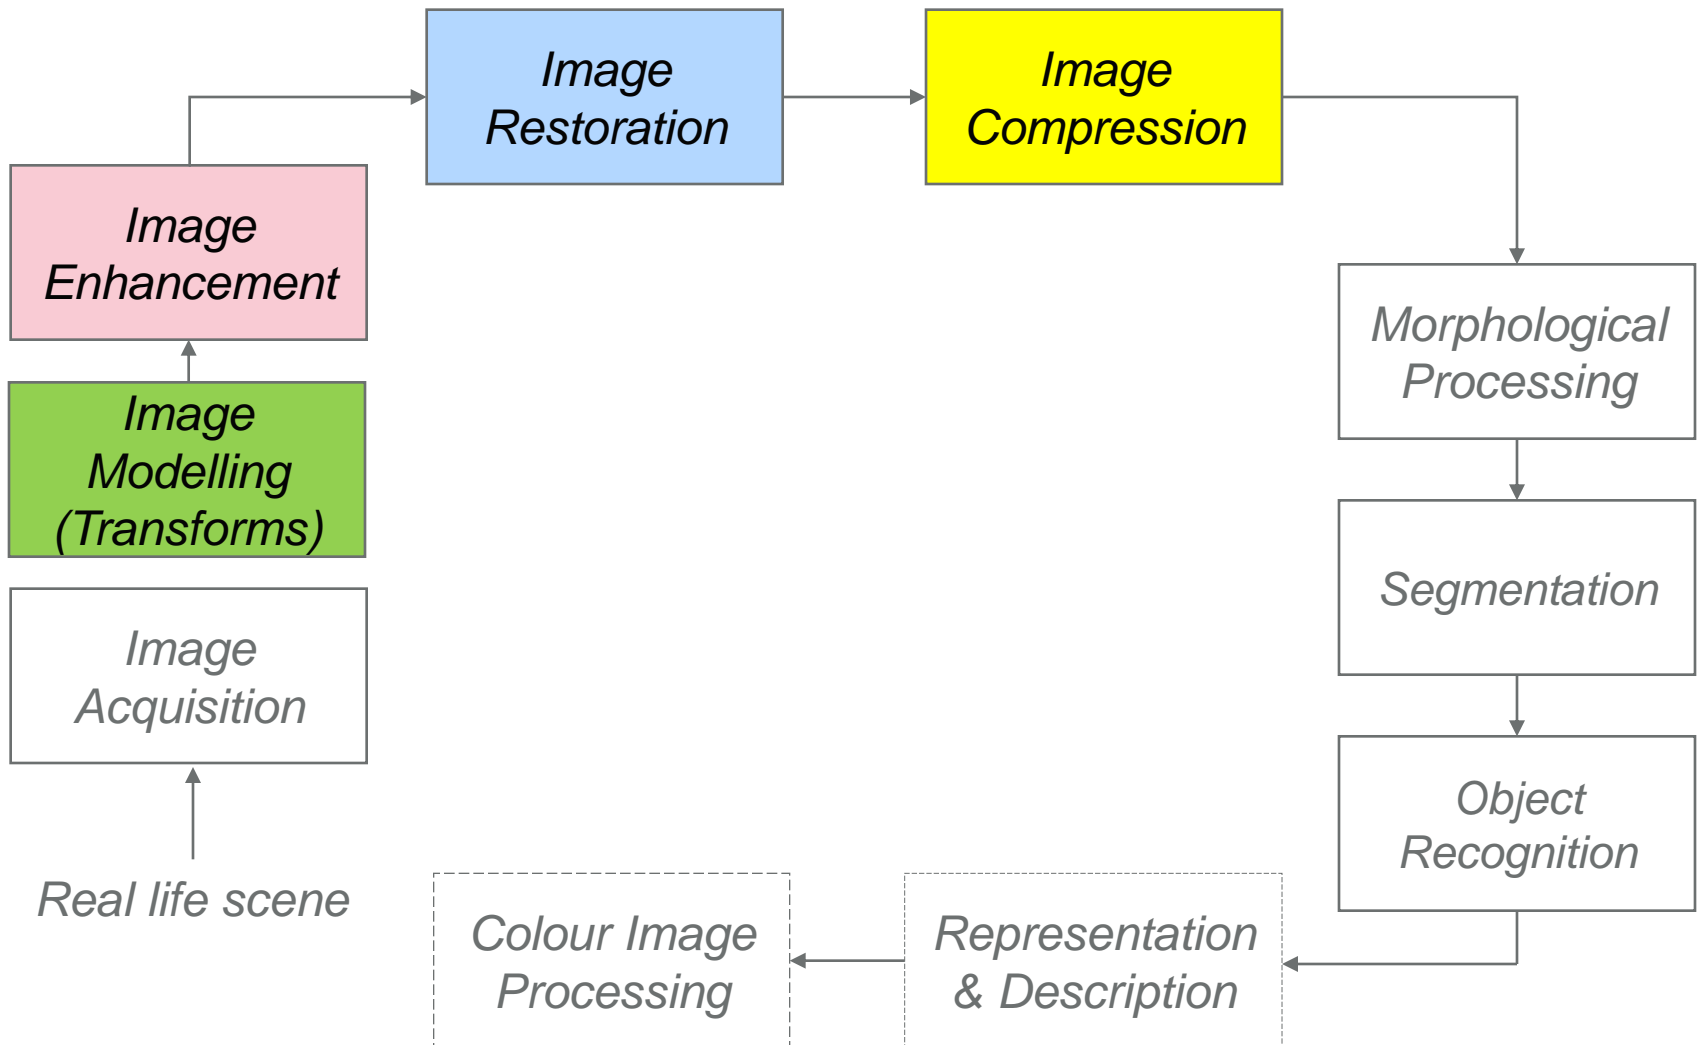 Image
Restoration
Image
Compression
Image
Enhancement
Morphological
Processing
Image
Modelling
(Transforms)
Segmentation
Image
Acquisition
Object
Recognition
Real life scene
Colour Image
Processing
Representation
& Description